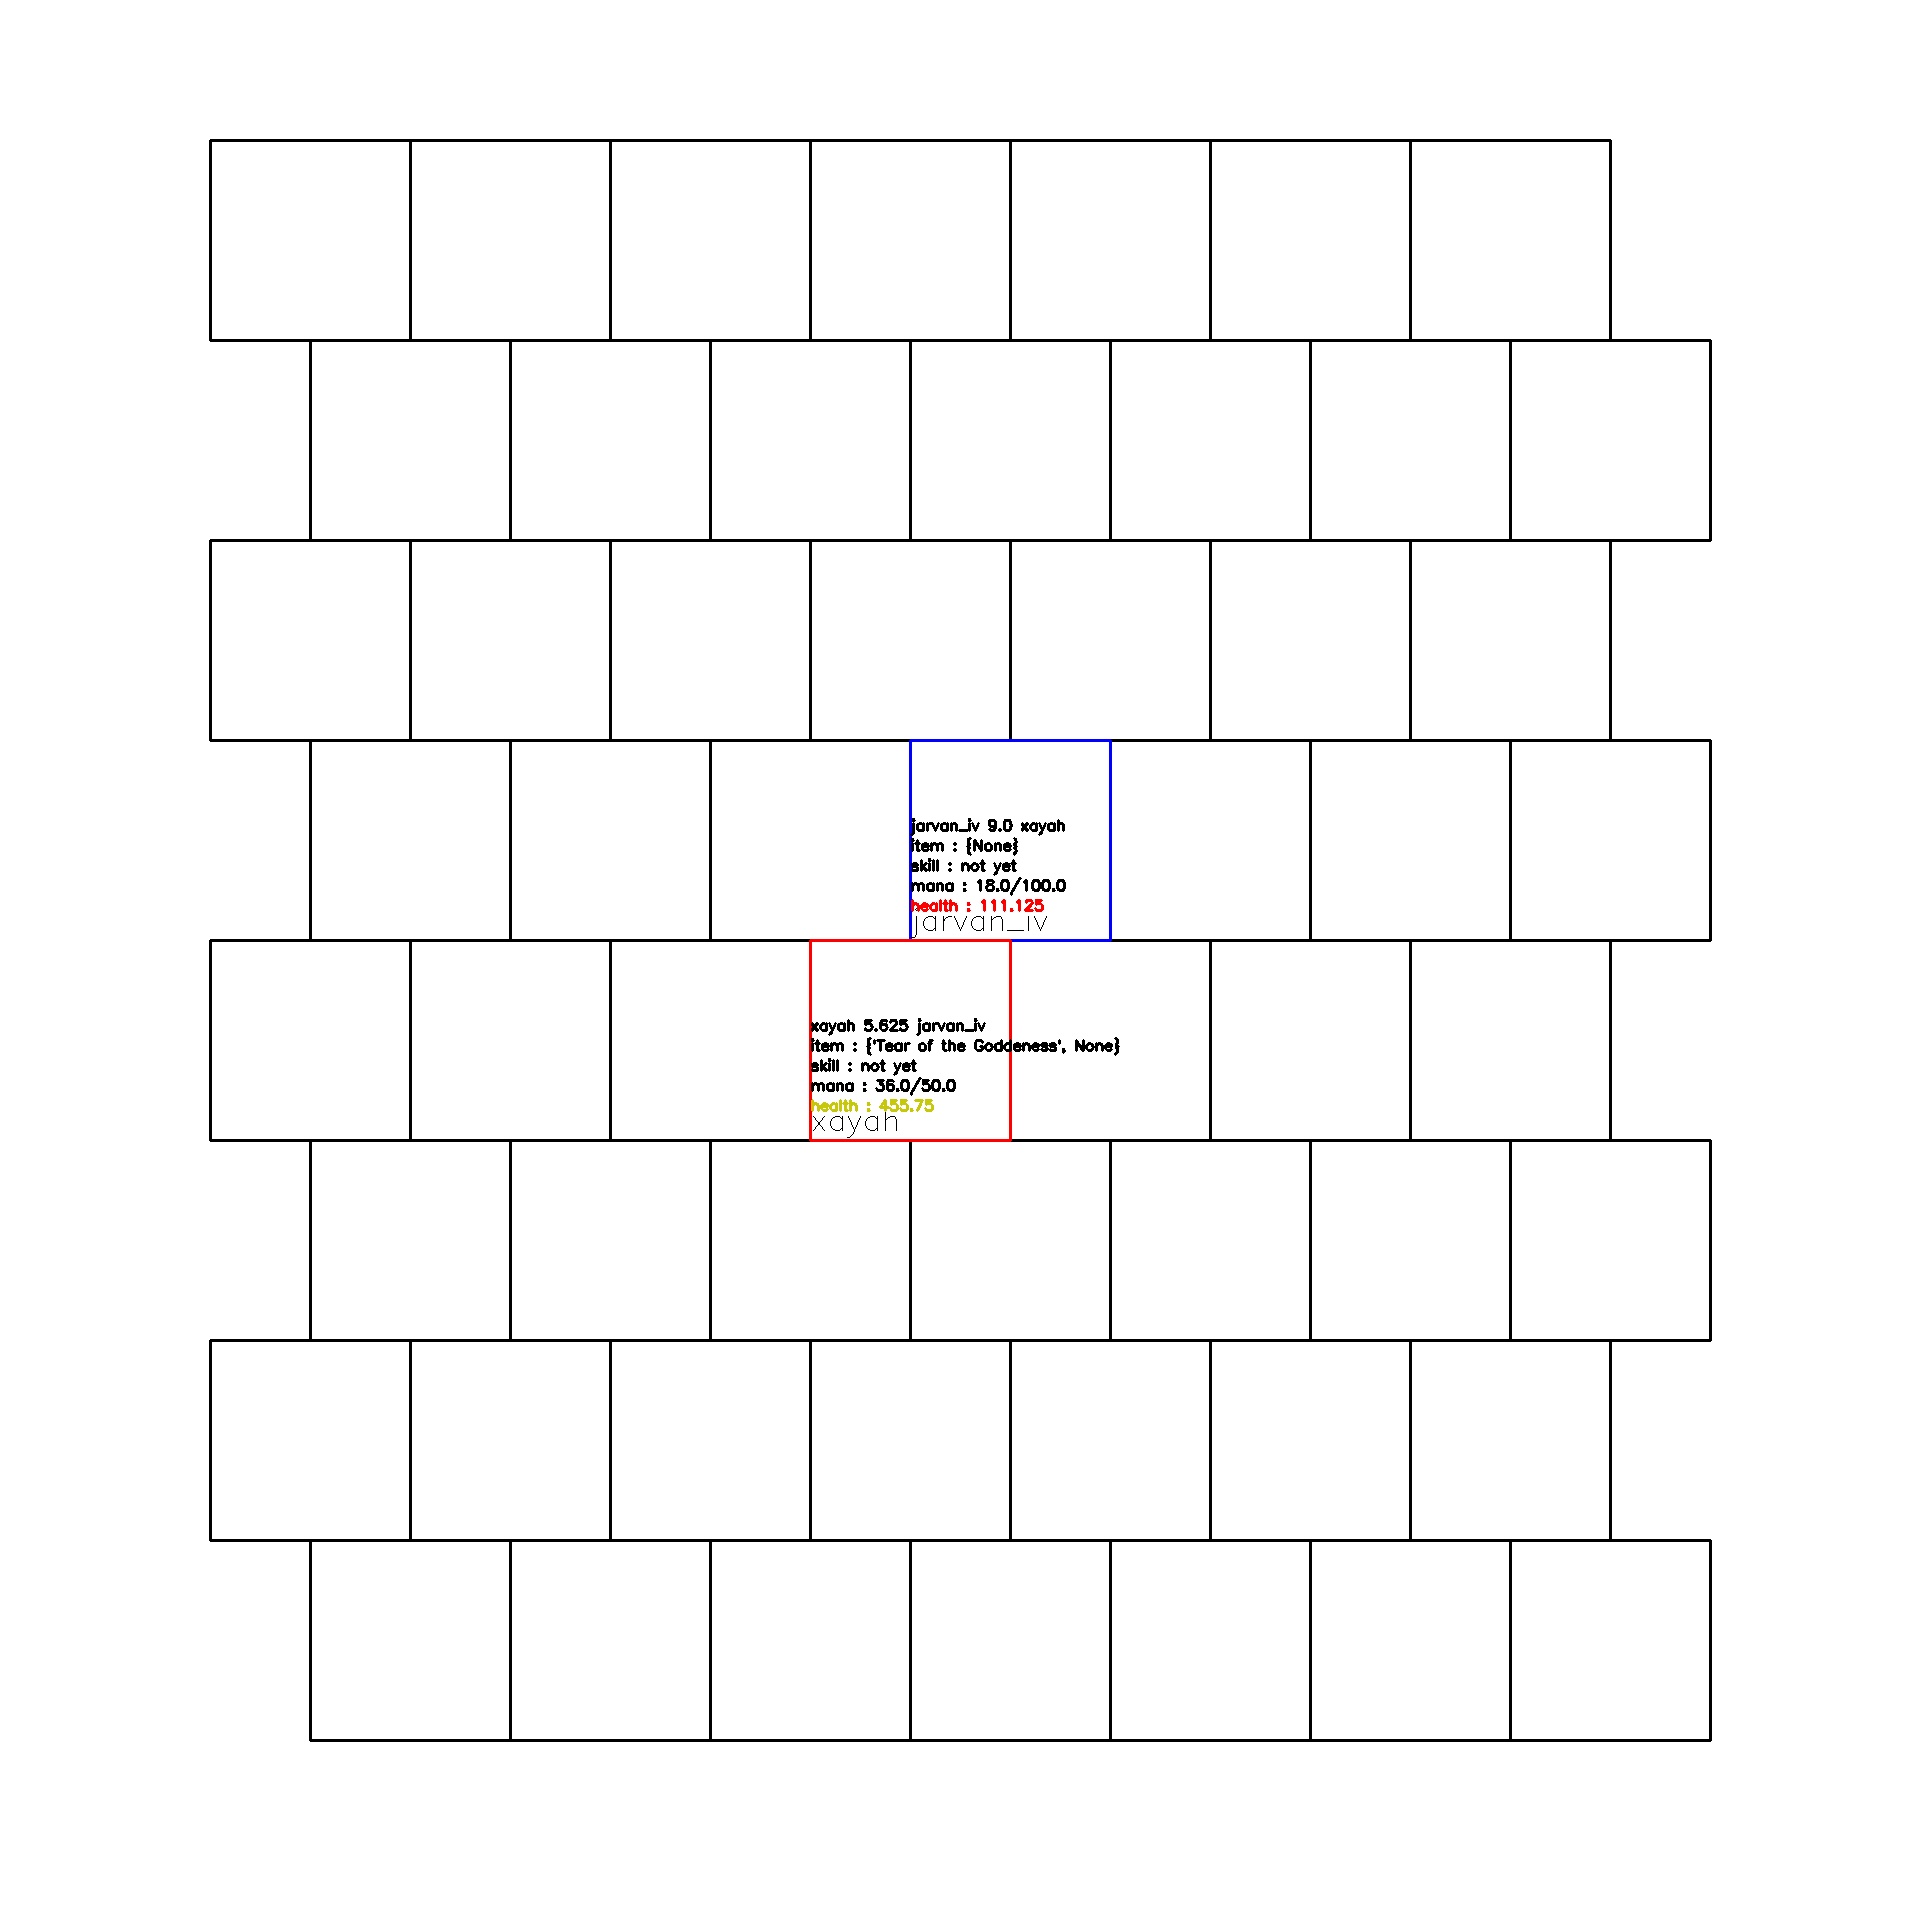 jarvan_iv 9.0 xayah
item : {None}
skill : not yet
mana : 18.0/100.0
health : 111.125
jarvan_iv
xayah 5.625 jarvan_iv
item : {'Tear of the Goddeness', None}
skill : not yet
mana : 36.0/50.0
health : 455.75
xayah